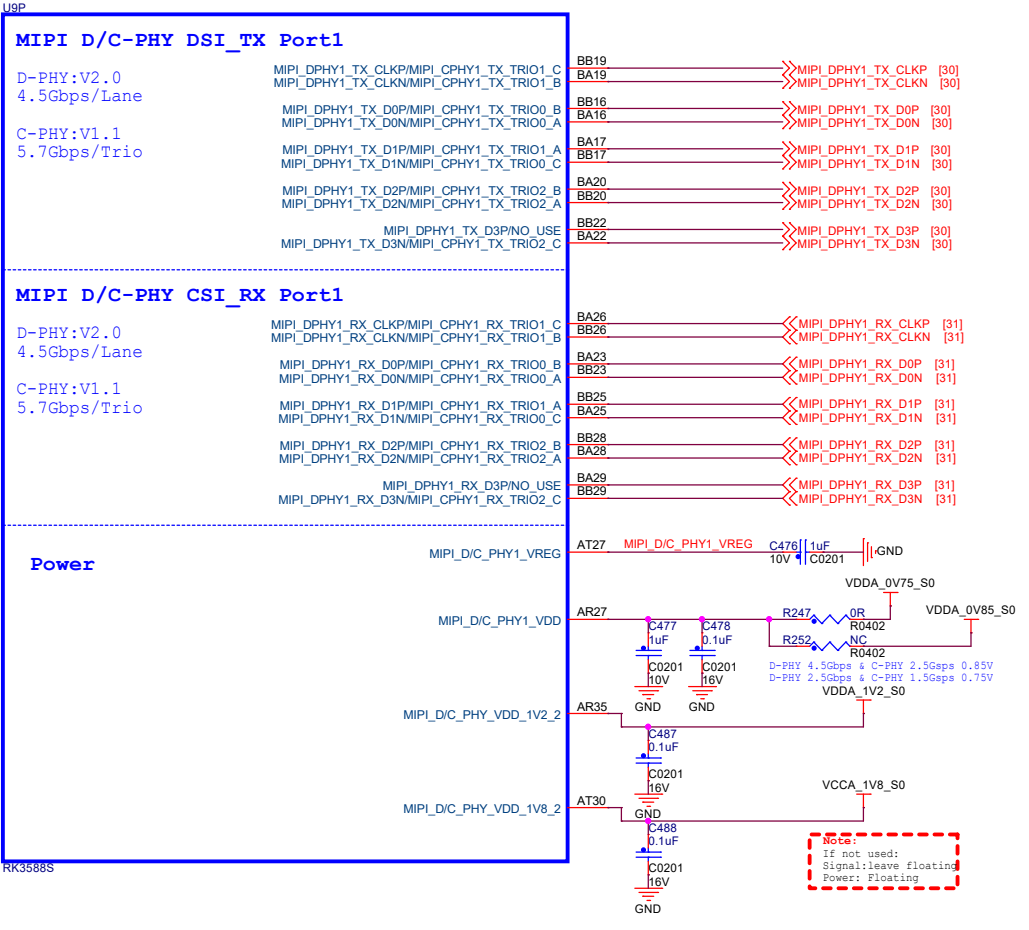 U9P
MIPI D/C-PHY DSI_TX Port1
D-PHY:V2.0
4.5Gbps/Lane
C-PHY:V1.1
5.7Gbps/Trio
MIPI_DPHY1_TX_CLKP/MIPI_CPHY1_TX_TRIO1_C BB19 MIPI_DPHY1_TX_CLKP [30]
MIPI_DPHY1_TX_CLKN/MIPI_CPHY1_TX_TRIO1_B BA19 MIPI_DPHY1_TX_CLKN [30]
MIPI_DPHY1_TX_D0P/MIPI_CPHY1_TX_TRIO0_B BB16 MIPI_DPHY1_TX_D0P [30]
MIPI_DPHY1_TX_D0N/MIPI_CPHY1_TX_TRIO0_A BA16 MIPI_DPHY1_TX_D0N [30]
MIPI_DPHY1_TX_D1P/MIPI_CPHY1_TX_TRIO1_A BA17 MIPI_DPHY1_TX_D1P [30]
MIPI_DPHY1_TX_D1N/MIPI_CPHY1_TX_TRIO0_C BB17 MIPI_DPHY1_TX_D1N [30]
MIPI_DPHY1_TX_D2P/MIPI_CPHY1_TX_TRIO2_B BA20 MIPI_DPHY1_TX_D2P [30]
MIPI_DPHY1_TX_D2N/MIPI_CPHY1_TX_TRIO2_A BB20 MIPI_DPHY1_TX_D2N [30]
MIPI_DPHY1_TX_D3P/NO_USE BB22 MIPI_DPHY1_TX_D3P [30]
MIPI_DPHY1_TX_D3N/MIPI_CPHY1_TX_TRIO2_C BA22 MIPI_DPHY1_TX_D3N [30]
MIPI D/C-PHY CSI_RX Port1
D-PHY:V2.0
4.5Gbps/Lane
C-PHY:V1.1
5.7Gbps/Trio
MIPI_DPHY1_RX_CLKP/MIPI_CPHY1_RX_TRIO1_C BA26 MIPI_DPHY1_RX_CLKP [31]
MIPI_DPHY1_RX_CLKN/MIPI_CPHY1_RX_TRIO1_B BB26 MIPI_DPHY1_RX_CLKN [31]
MIPI_DPHY1_RX_D0P/MIPI_CPHY1_RX_TRIO0_B BA23 MIPI_DPHY1_RX_D0P [31]
MIPI_DPHY1_RX_D0N/MIPI_CPHY1_RX_TRIO0_A BB23 MIPI_DPHY1_RX_D0N [31]
MIPI_DPHY1_RX_D1P/MIPI_CPHY1_RX_TRIO1_A BB25 MIPI_DPHY1_RX_D1P [31]
MIPI_DPHY1_RX_D1N/MIPI_CPHY1_RX_TRIO0_C BA25 MIPI_DPHY1_RX_D1N [31]
MIPI_DPHY1_RX_D2P/MIPI_CPHY1_RX_TRIO2_B BB28 MIPI_DPHY1_RX_D2P [31]
MIPI_DPHY1_RX_D2N/MIPI_CPHY1_RX_TRIO2_A BA28 MIPI_DPHY1_RX_D2N [31]
MIPI_DPHY1_RX_D3P/NO_USE BA29 MIPI_DPHY1_RX_D3P [31]
MIPI_DPHY1_RX_D3N/MIPI_CPHY1_RX_TRIO2_C BB29 MIPI_DPHY1_RX_D3N [31]
Power
MIPI_D/C_PHY1_VREG AT27 MIPI_D/C_PHY1_VREG C476 1uF GND
10V C0201
VDDA_0V75_S0
VDDA_0V85_S0
MIPI_D/C_PHY1_VDD AR27
R247 0R
R0402
R252 NC
R0402
C477 C478
1uF 0.1uF
C0201 C0201
10V 16V
GND GND
D-PHY 4.5Gbps & C-PHY 2.5Gsps 0.85V
D-PHY 2.5Gbps & C-PHY 1.5Gsps 0.75V
VDDA_1V2_S0
MIPI_D/C_PHY_VDD_1V2_2 AR35
C487
0.1uF
C0201
16V
GND
VCCA_1V8_S0
MIPI_D/C_PHY_VDD_1V8_2 AT30
C488
0.1uF
C0201
16V
GND
Note:
If not used:
Signal:leave floating
Power: Floating
RK3588S